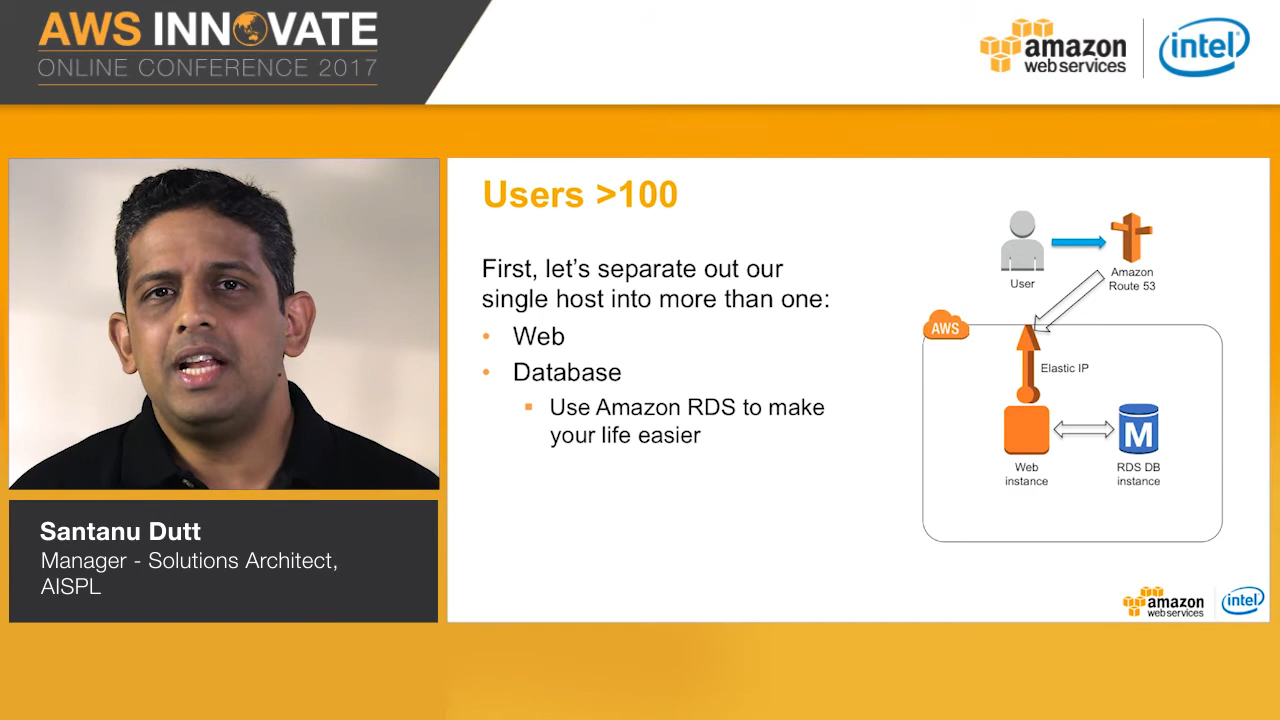 AWS INNOVATE
ONLINE CONFERENCE 2017
amazon
web services
intel
Users >100
First, let's separate out our
single host into more than one:
• Web
• Database
▪ Use Amazon RDS to make
your life easier
User
Amazon
Route 53
AWS
Elastic IP
M
Web
instance
RDS DB
instance
Santanu Dutt
Manager - Solutions Architect,
AISPL
amazon
web services
intel